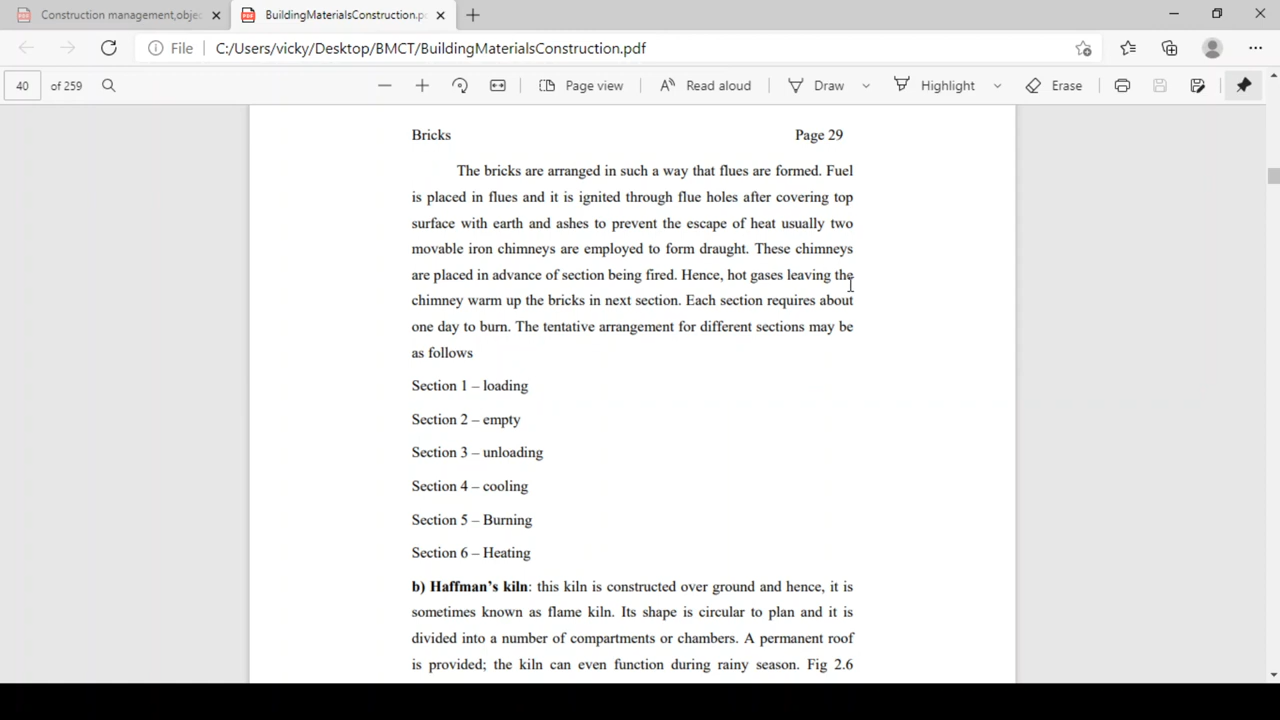 Construction management,objec
BuildingMaterialsConstruction.p
File
C:/Users/vicky/Desktop/BMCT/BuildingMaterialsConstruction.pdf
40 of 259
Page view
Read aloud
Draw
Highlight
Erase
Bricks Page 29
The bricks are arranged in such a way that flues are formed. Fuel
is placed in flues and it is ignited through flue holes after covering top
surface with earth and ashes to prevent the escape of heat usually two
movable iron chimneys are employed to form draught. These chimneys
are placed in advance of section being fired. Hence, hot gases leaving the
chimney warm up the bricks in next section. Each section requires about
one day to burn. The tentative arrangement for different sections may be
as follows
Section 1 – loading
Section 2 – empty
Section 3 – unloading
Section 4 – cooling
Section 5 – Burning
Section 6 – Heating
b) Haffman’s kiln: this kiln is constructed over ground and hence, it is
sometimes known as flame kiln. Its shape is circular to plan and it is
divided into a number of compartments or chambers. A permanent roof
is provided; the kiln can even function during rainy season. Fig 2.6